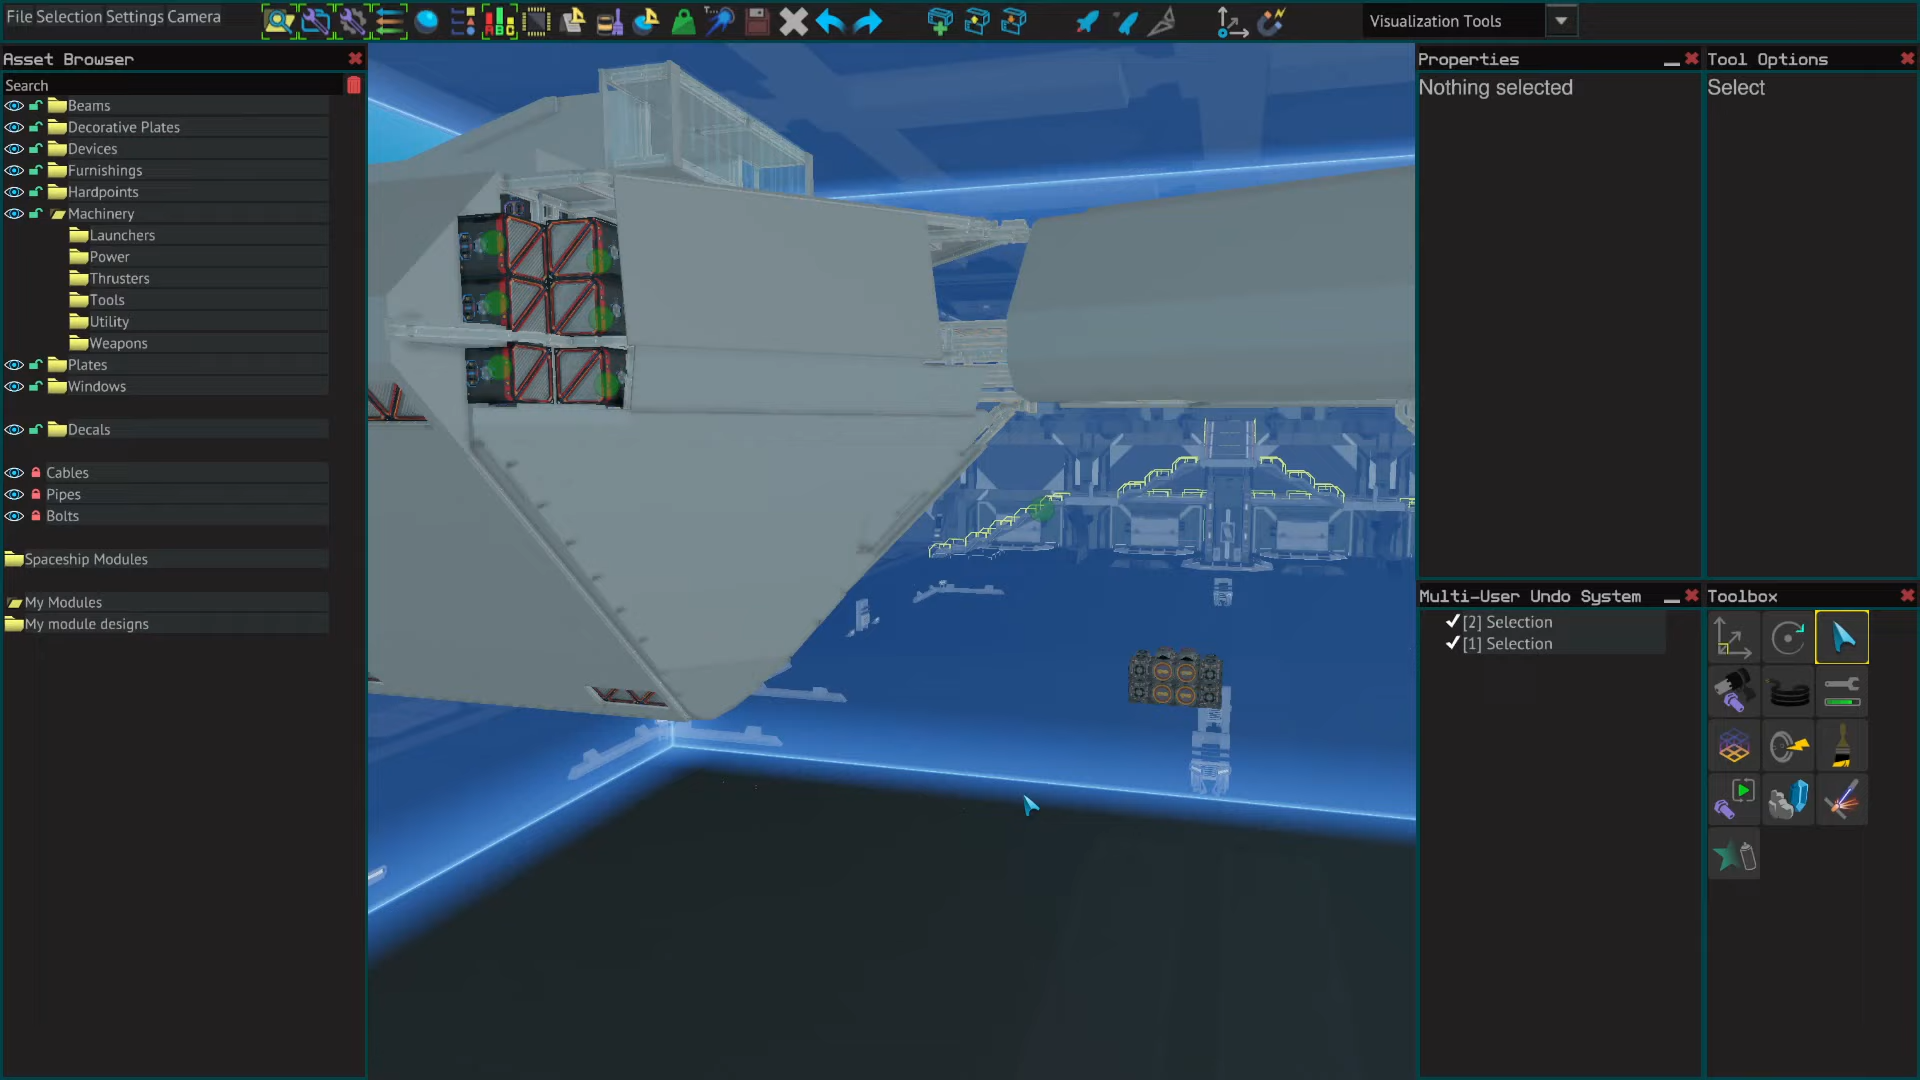 File Selection Settings Camera
ABC
Visualization Tools
Asset Browser
Search
Beams
Decorative Plates
Devices
Furnishings
Hardpoints
Machinery
Launchers
Power
Thrusters
Tools
Utility
Weapons
Plates
Windows
Decals
Cables
Pipes
Bolts
Spaceship Modules
My Modules
My module designs
Properties
Nothing selected
Tool Options
Select
Multi-User Undo System
[2] Selection
[1] Selection
Toolbox